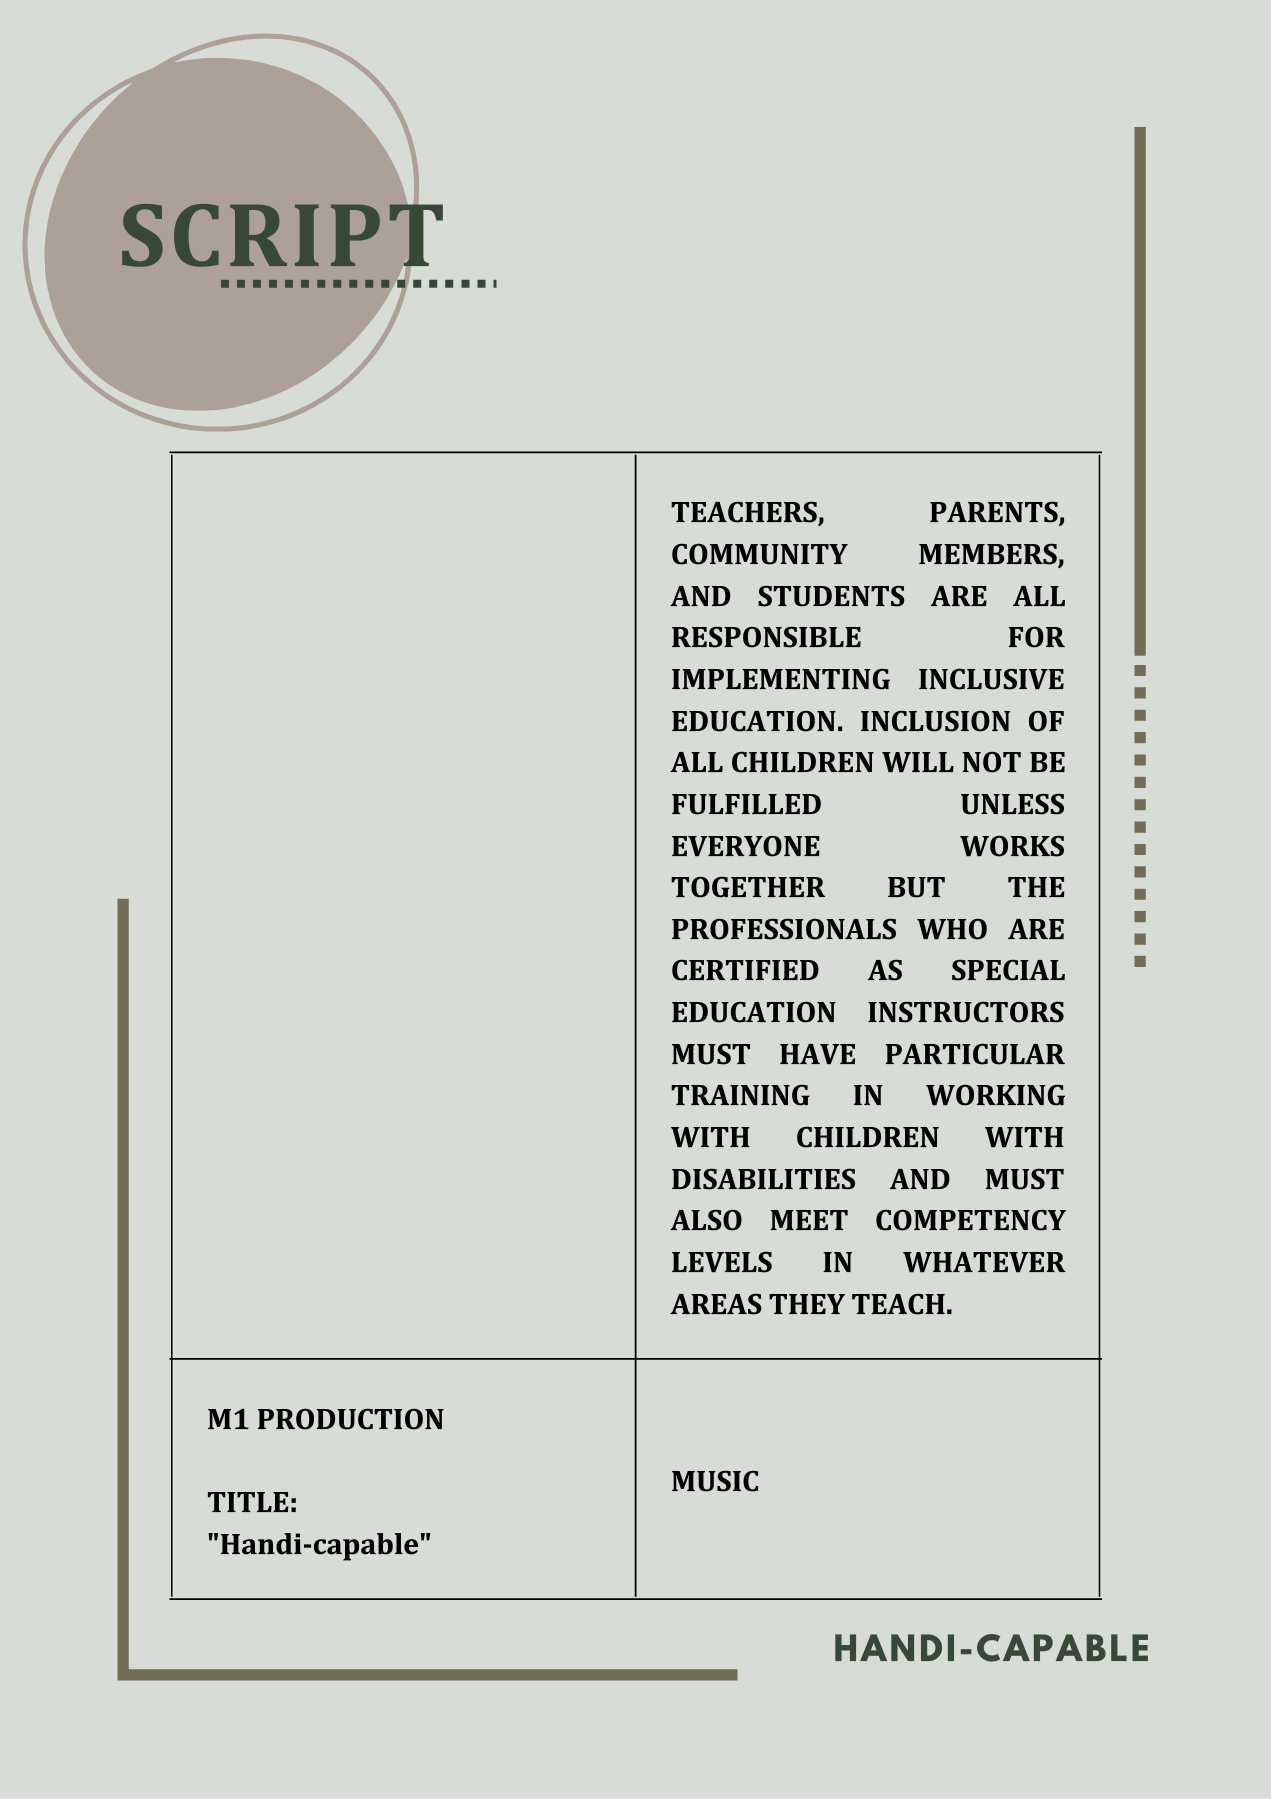 SCRIPT
TEACHERS, PARENTS,
COMMUNITY MEMBERS,
AND STUDENTS ARE ALL
RESPONSIBLE FOR
IMPLEMENTING INCLUSIVE
EDUCATION. INCLUSION OF
ALL CHILDREN WILL NOT BE
FULFILLED UNLESS
EVERYONE WORKS
TOGETHER BUT THE
PROFESSIONALS WHO ARE
CERTIFIED AS SPECIAL
EDUCATION INSTRUCTORS
MUST HAVE PARTICULAR
TRAINING IN WORKING
WITH CHILDREN WITH
DISABILITIES AND MUST
ALSO MEET COMPETENCY
LEVELS IN WHATEVER
AREAS THEY TEACH.
M1 PRODUCTION
TITLE:
"Handi-capable"
MUSIC
HANDI-CAPABLE